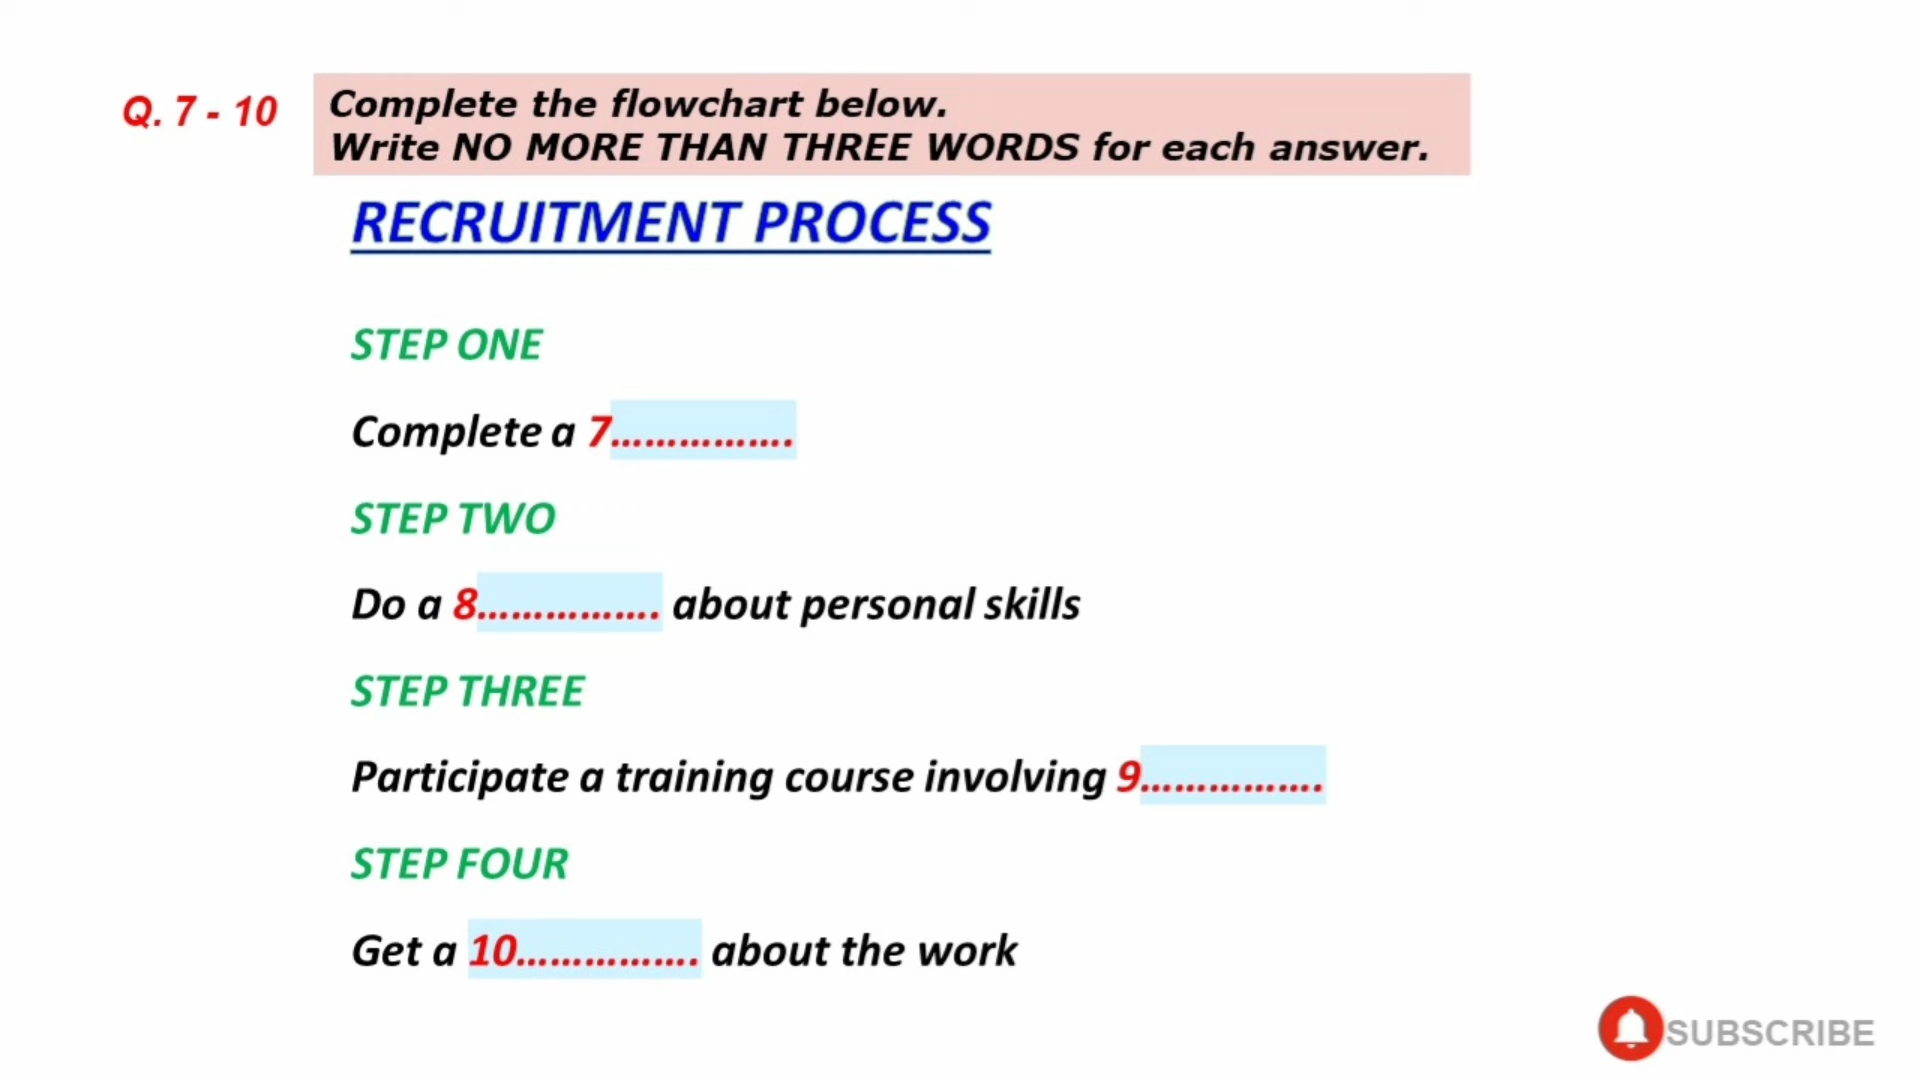 Q. 7 - 10
Complete the flowchart below.
Write NO MORE THAN THREE WORDS for each answer.
RECRUITMENT PROCESS
STEP ONE
Complete a 7…………….
STEP TWO
Do a 8……………. about personal skills
STEP THREE
Participate a training course involving 9…………….
STEP FOUR
Get a 10……………. about the work
SUBSCRIBE